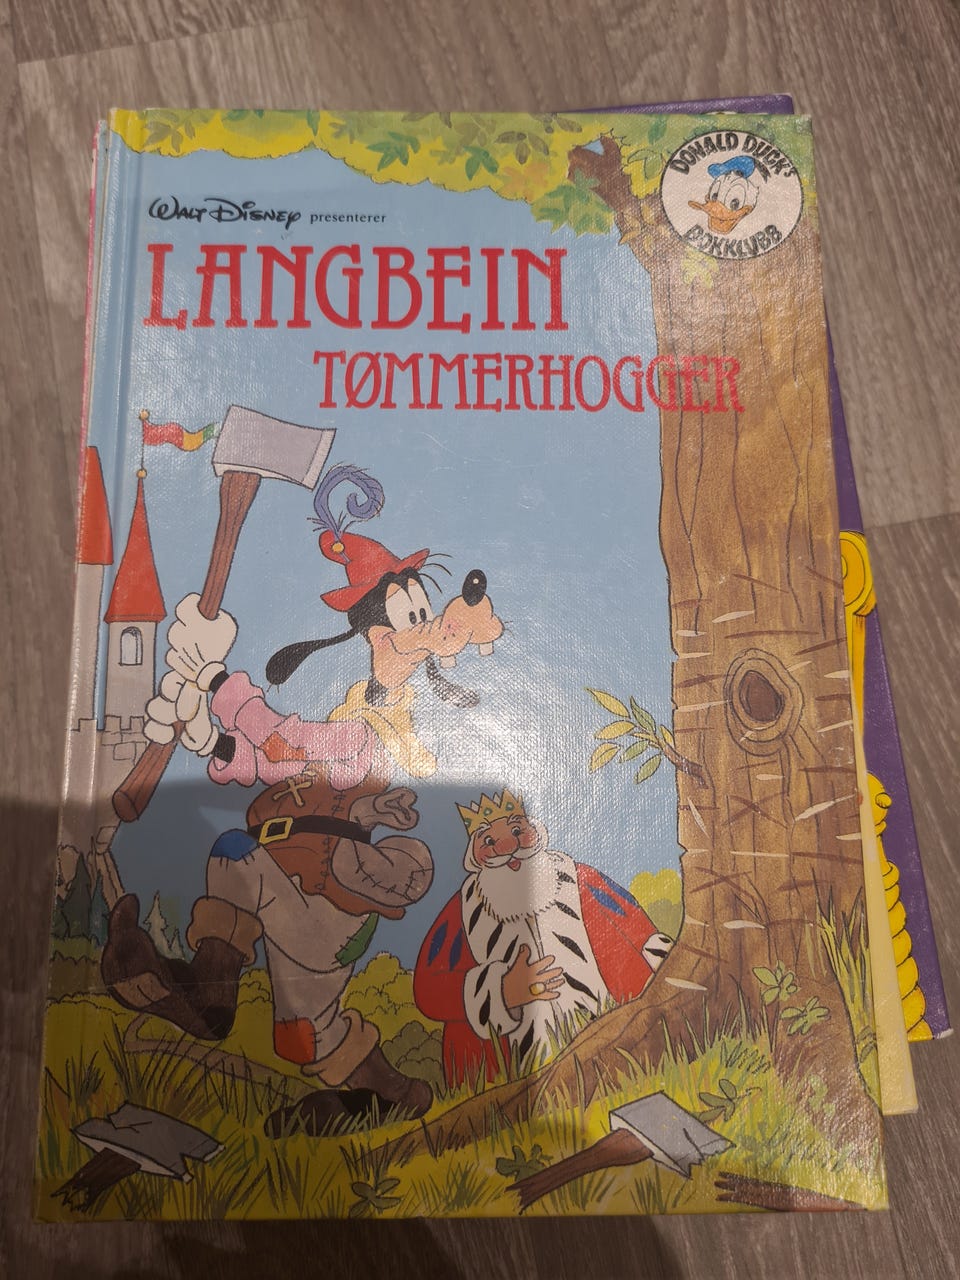 DONALD DUCK's
BOKKLUBB
WALT DISNEY presenterer
LANGBEIN
TØMMERHOGGER